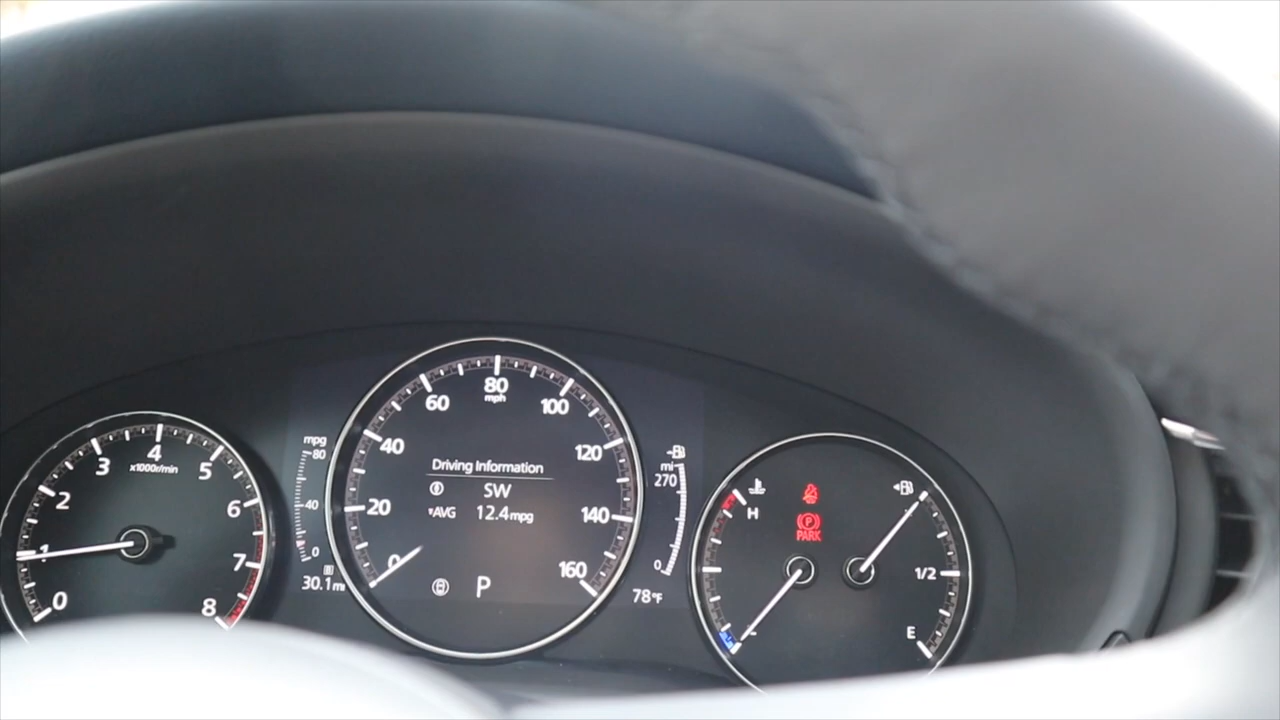 0
1
2
3
4
5
6
7
8
x1000r/min
mpg
80
40
0
30.1mi
0
20
40
60
80
mph
100
120
140
160
Driving Information
SW
AVG 12.4mpg
P
mi
270
0
78°F
H
P
PARK
1/2
E